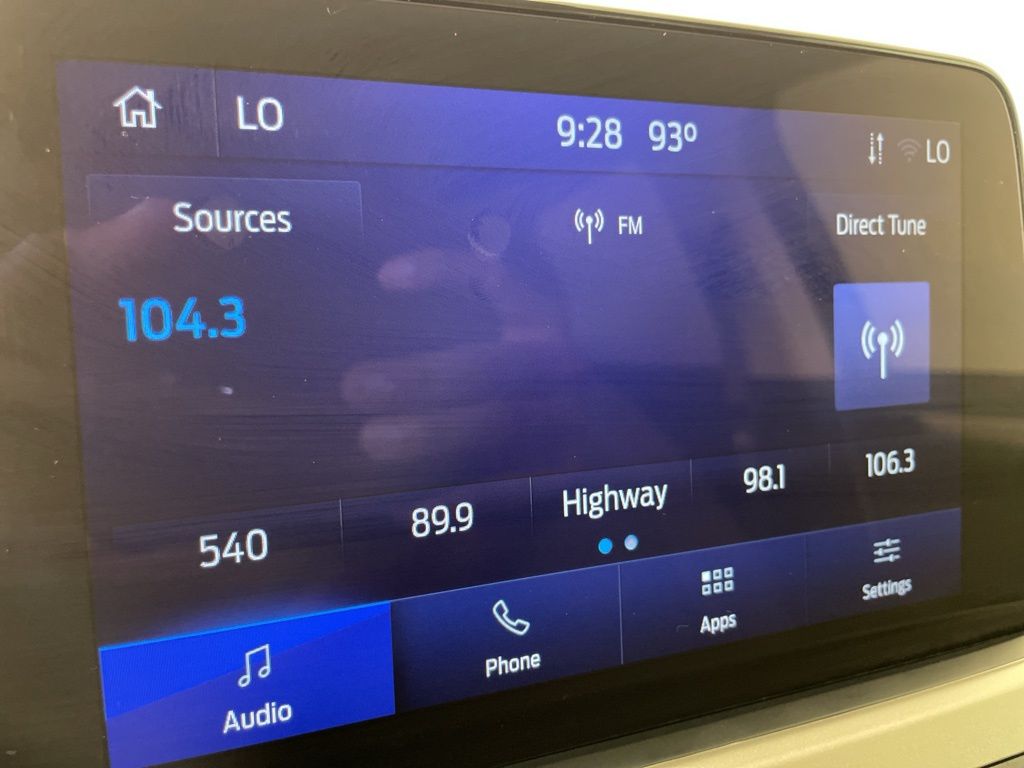 LO
9:28 93°
LO
Sources
FM
Direct Tune
104.3
540
89.9
Highway
98.1
106.3
Audio
Phone
Apps
Settings